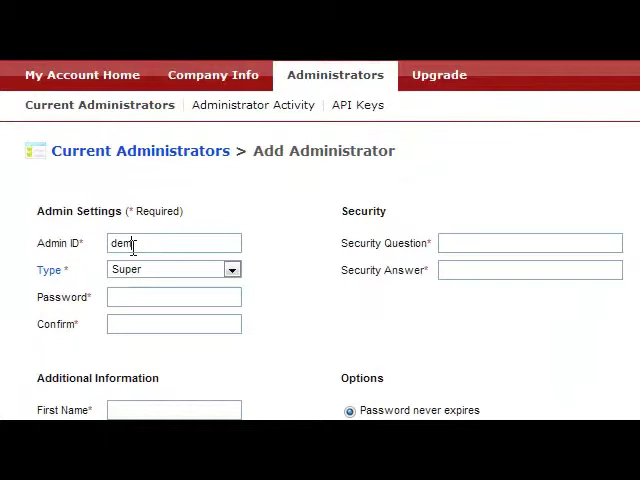 My Account Home Company Info Administrators Upgrade
Current Administrators Administrator Activity API Keys
Current Administrators > Add Administrator
Admin Settings (* Required) Security
Admin ID* dem Security Question*
Type * Super Security Answer*
Password*
Confirm*
Additional Information Options
First Name* Password never expires